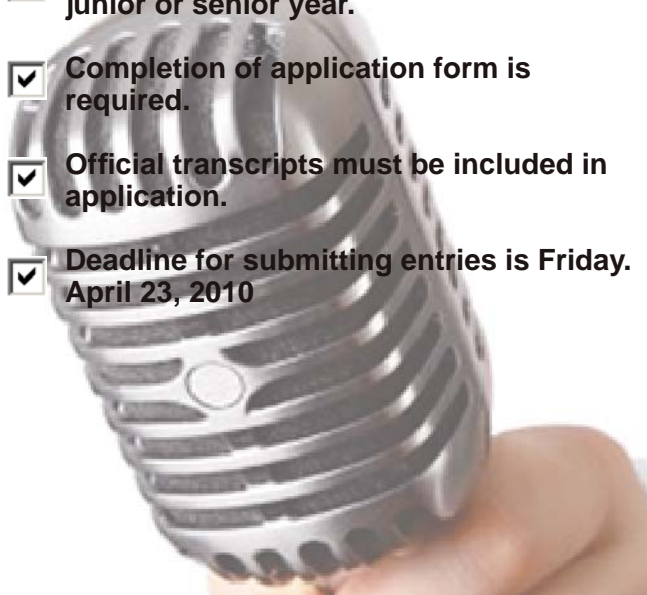 junior or senior year.
Completion of application form is
required.
Official transcripts must be included in
application.
Deadline for submitting entries is Friday.
April 23, 2010